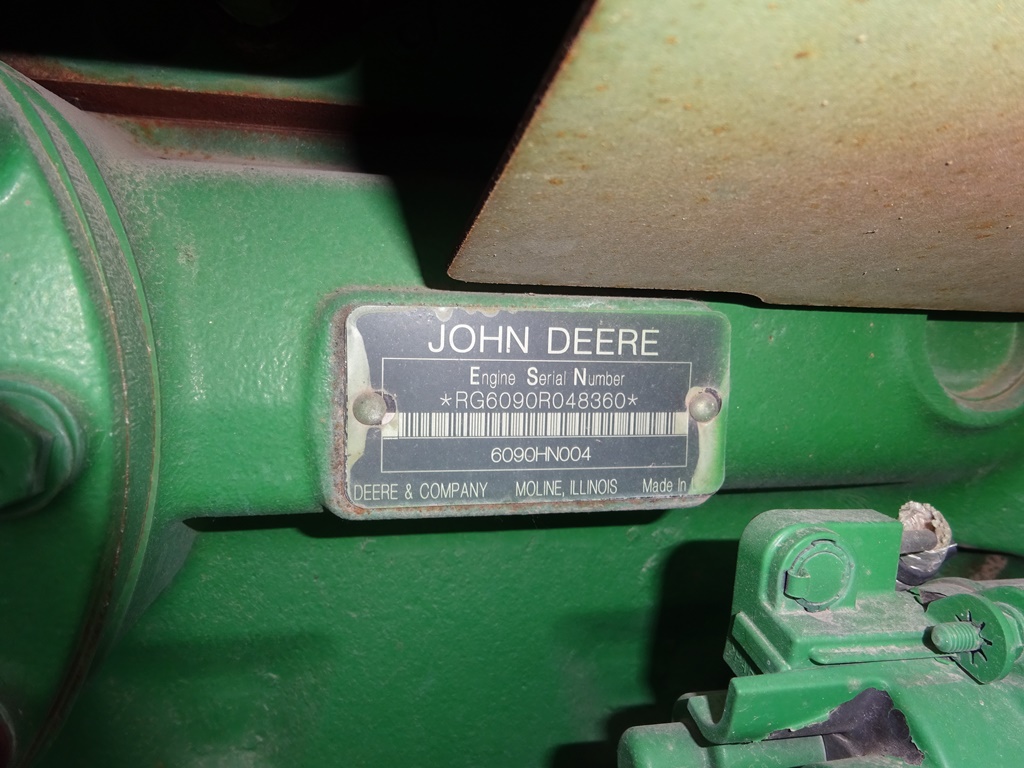 JOHN DEERE
Engine Serial Number
*RG6090R048360*
6090HN004
DEERE & COMPANY MOLINE, ILLINOIS Made in